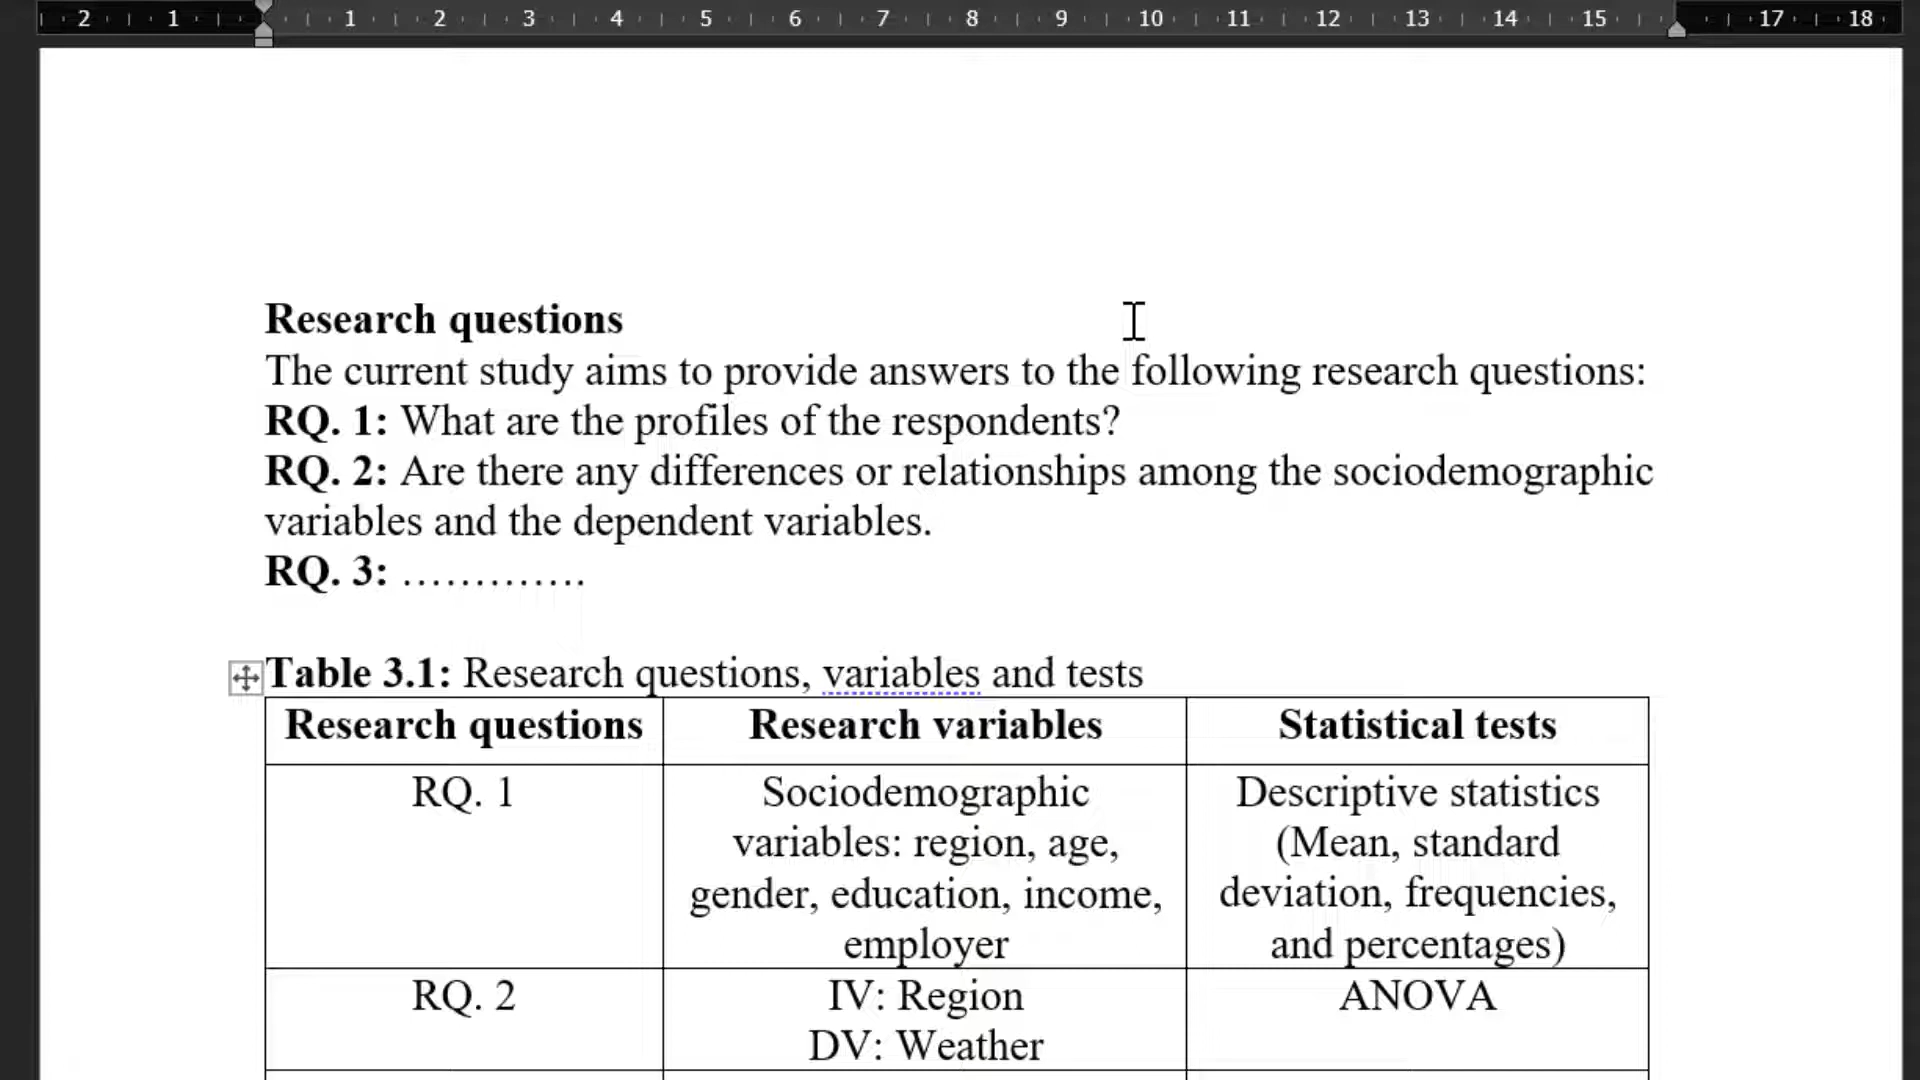 2 1 1 2 3 4 5 6 7 8 9 10 11 12 13 14 15 17 18
Research questions
The current study aims to provide answers to the following research questions:
RQ. 1: What are the profiles of the respondents?
RQ. 2: Are there any differences or relationships among the sociodemographic
variables and the dependent variables.
RQ. 3: ………….
Table 3.1: Research questions, variables and tests
Research questions Research variables Statistical tests
RQ. 1 Sociodemographic Descriptive statistics
variables: region, age, (Mean, standard
gender, education, income, deviation, frequencies,
employer and percentages)
RQ. 2 IV: Region ANOVA
DV: Weather